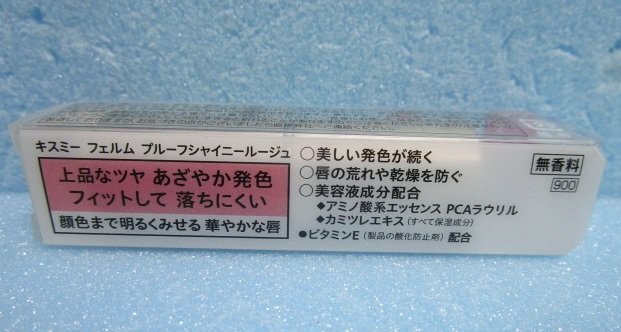 キスミー フェルム プルーフシャイニールージュ
上品なツヤ あざやか発色
フィットして 落ちにくい
顔色まで明るくみせる 華やかな唇
○美しい発色が続く
○唇の荒れや乾燥を防ぐ
○美容液成分配合
◆アミノ酸系エッセンス PCAラウリル
◆カミツレエキス(すべて保湿成分)
●ビタミンE(製品の酸化防止剤)配合
無香料
900